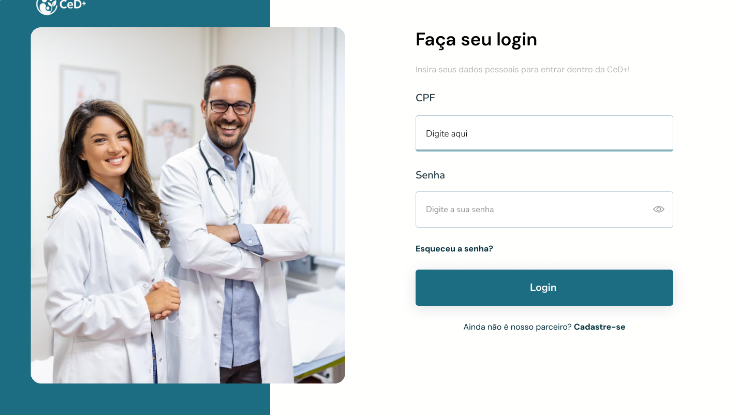 CeD+
Faça seu login
Insira seus dados pessoais para entrar dentro da CeD+!
CPF
Digite aqui
Senha
Digite a sua senha
Esqueceu a senha?
Login
Ainda não é nosso parceiro? Cadastre-se